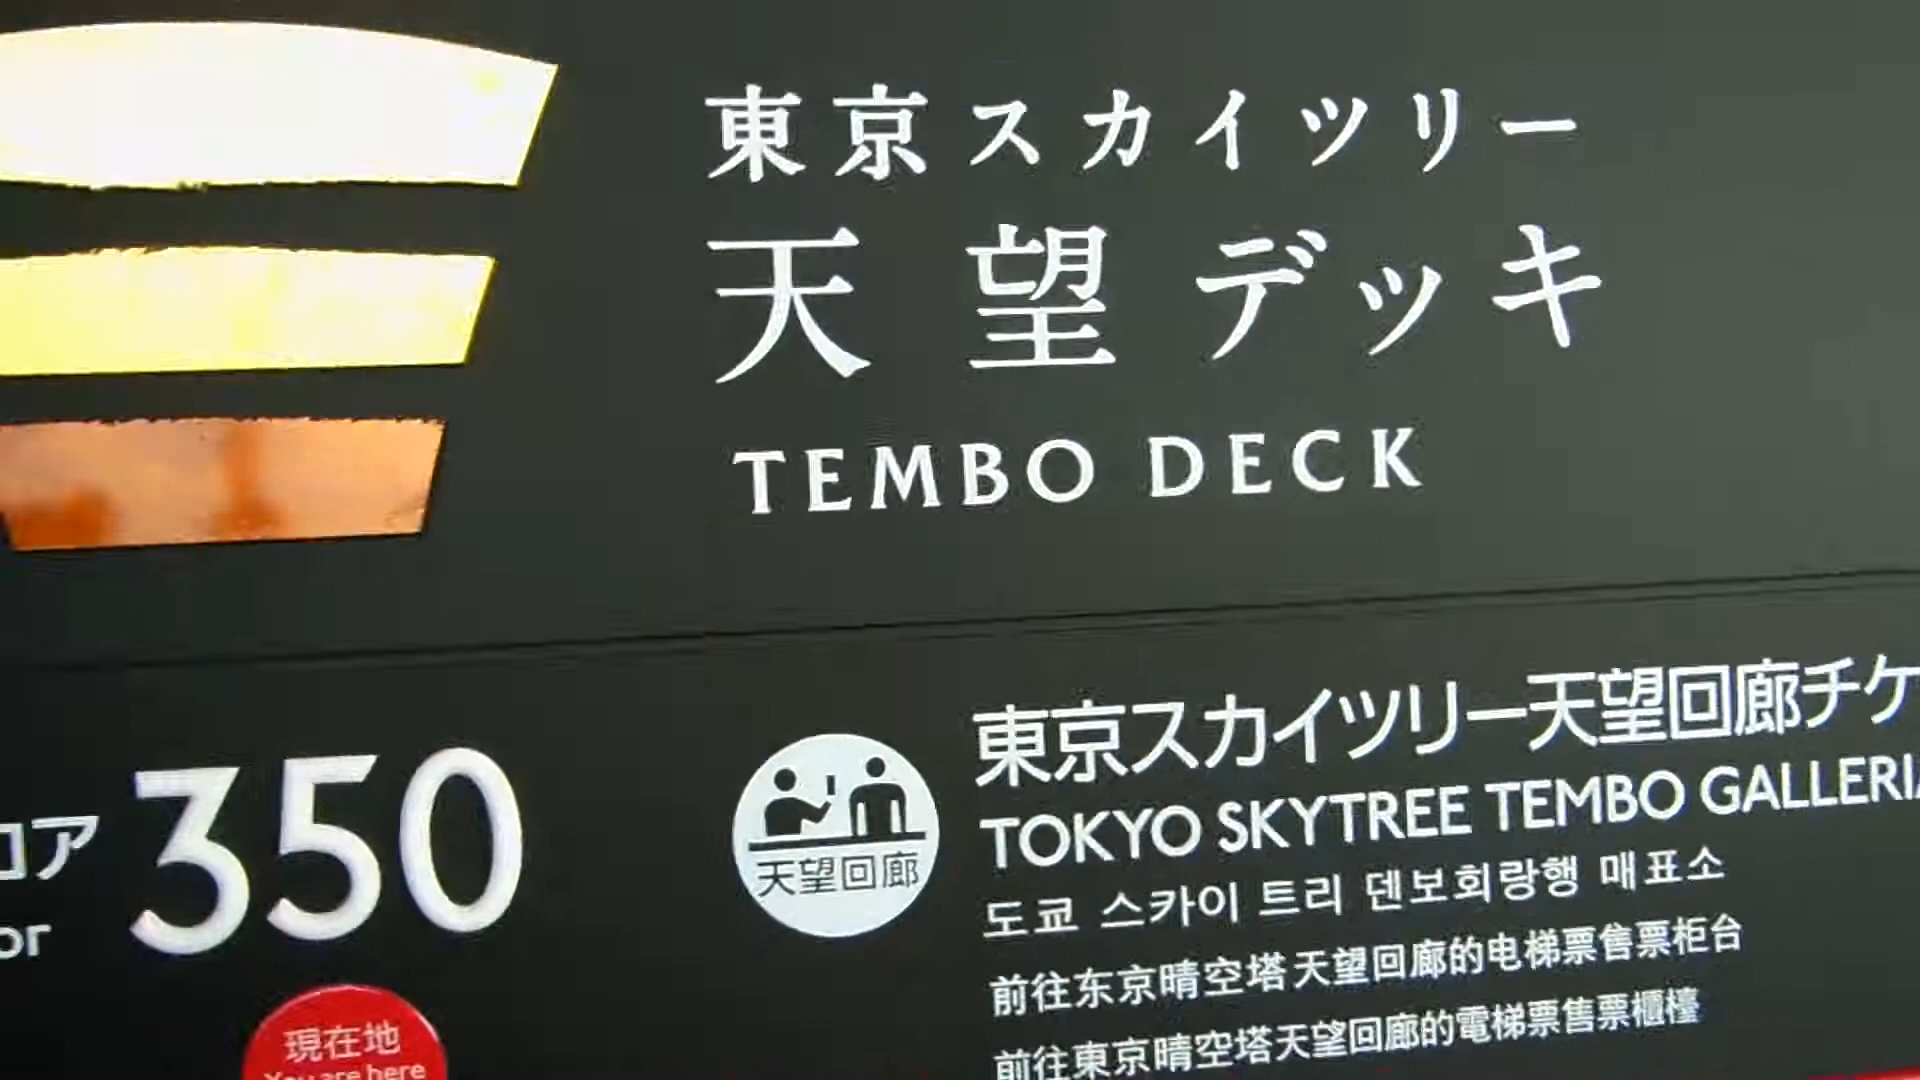 東京スカイツリー
天望デッキ
TEMBO DECK
ロア 350
or
現在地
You are here
天望回廊
東京スカイツリー天望回廊チケ
TOKYO SKYTREE TEMBO GALLERIA
도쿄 스카이 트리 덴보회랑행 매표소
前往东京晴空塔天望回廊的电梯票售票柜台
前往東京晴空塔天望回廊的電梯票售票櫃檯